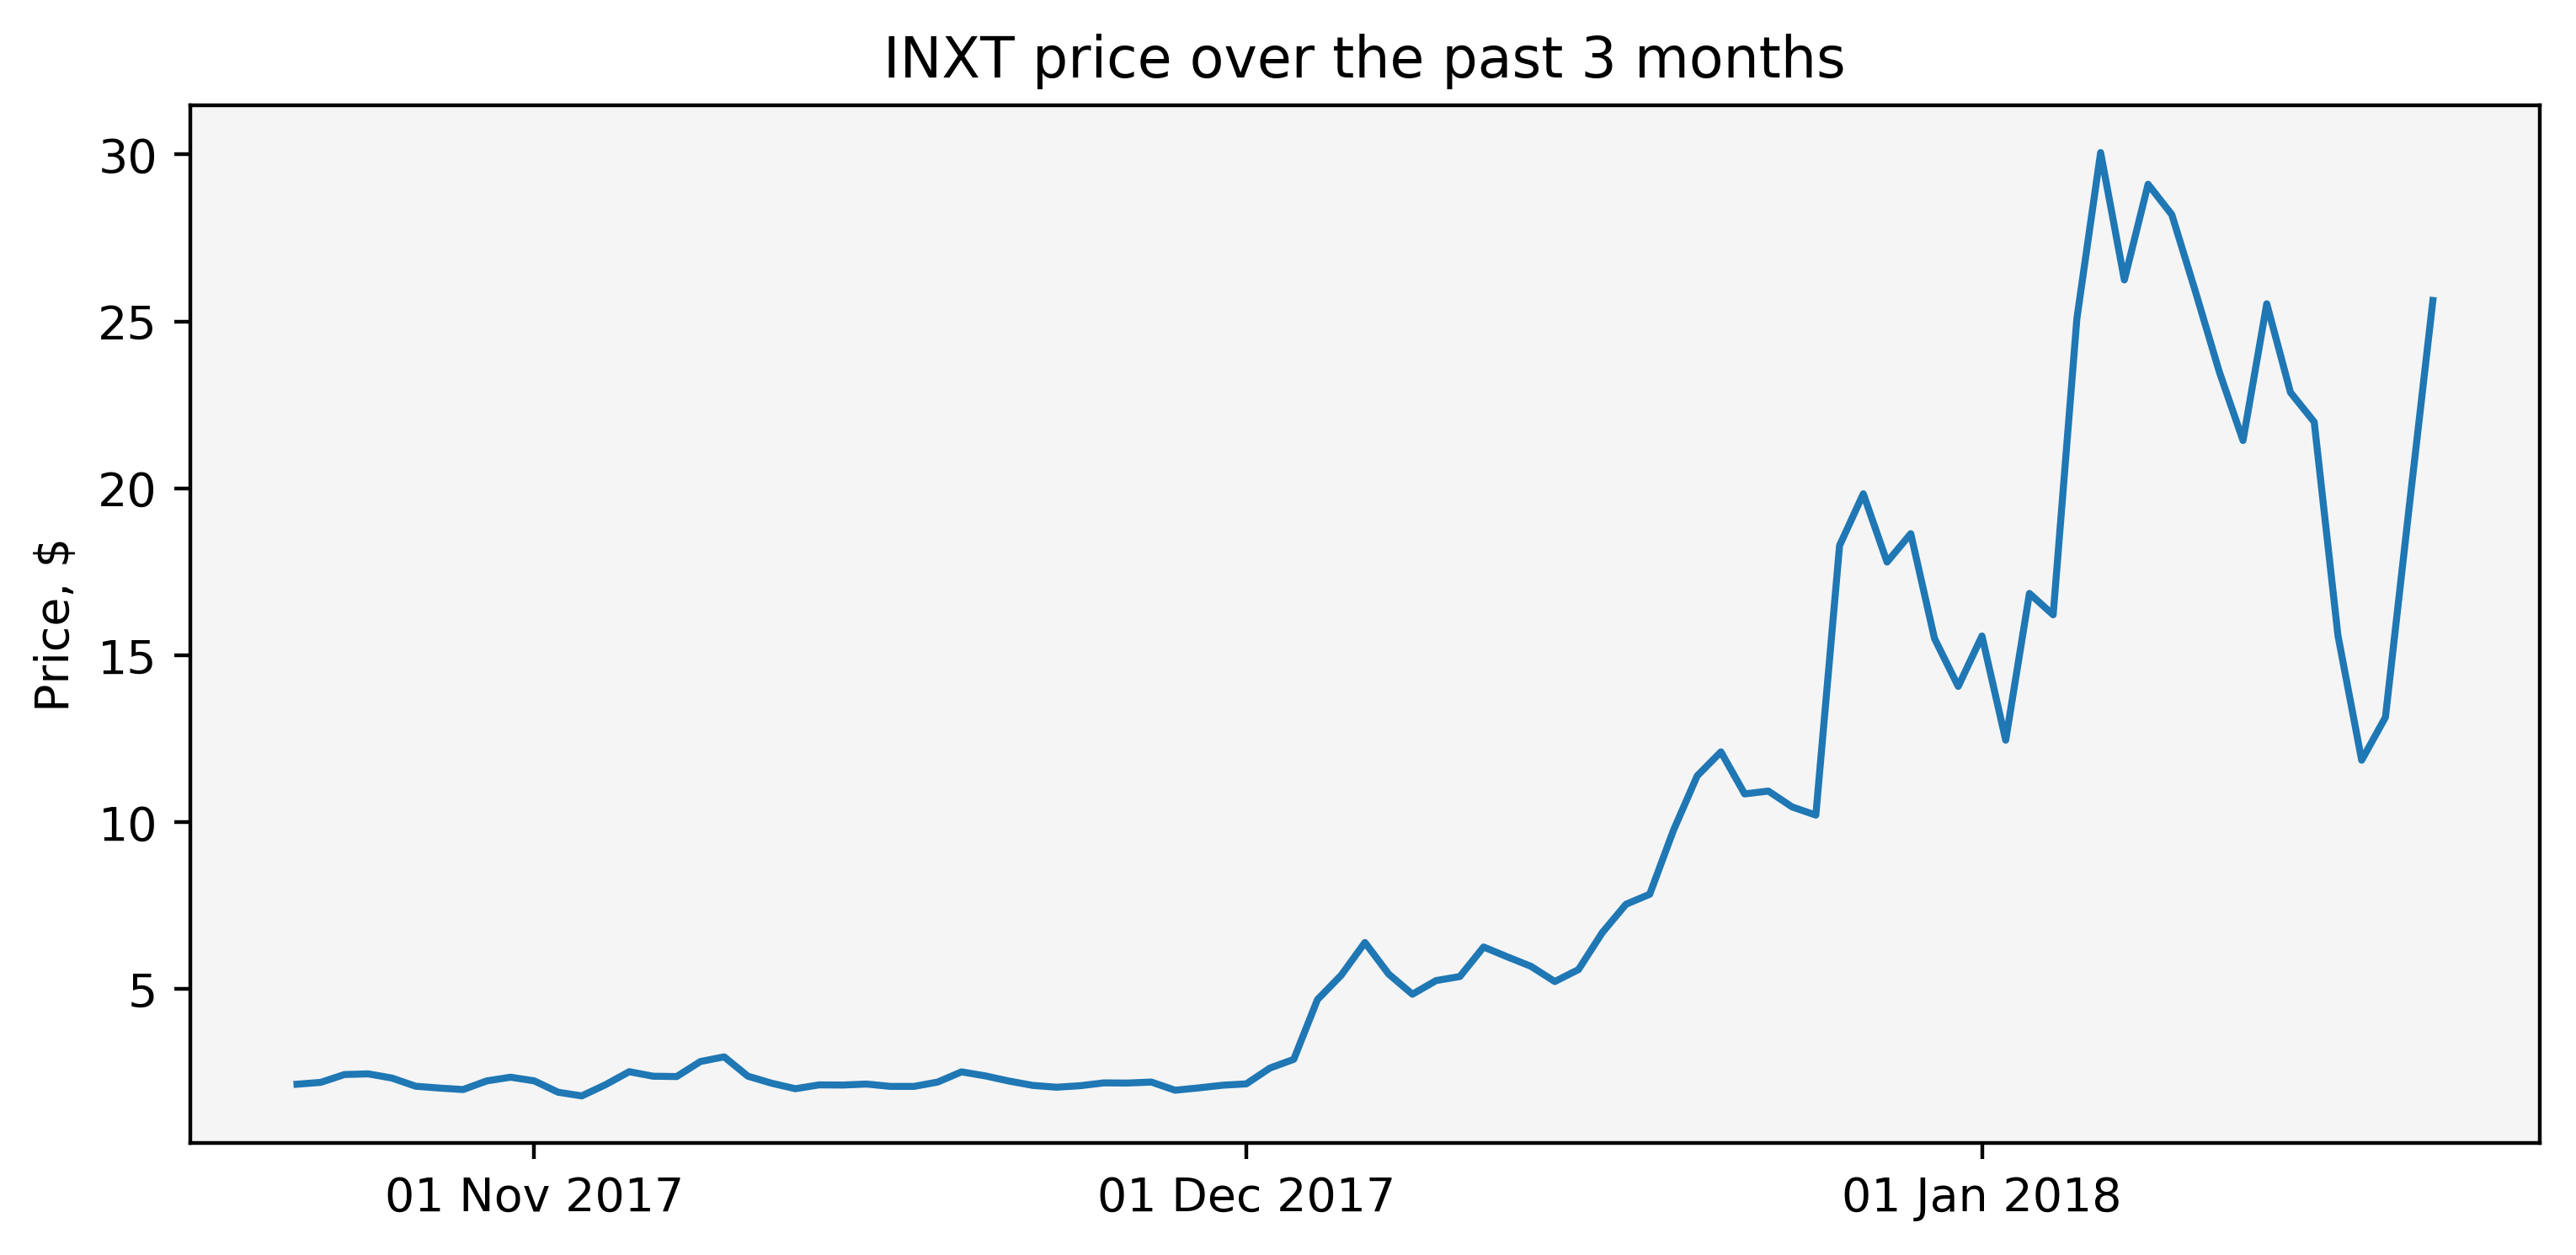 INXT price over the past 3 months
Price, $
30
25
20
15
10
5
01 Nov 2017
01 Dec 2017
01 Jan 2018